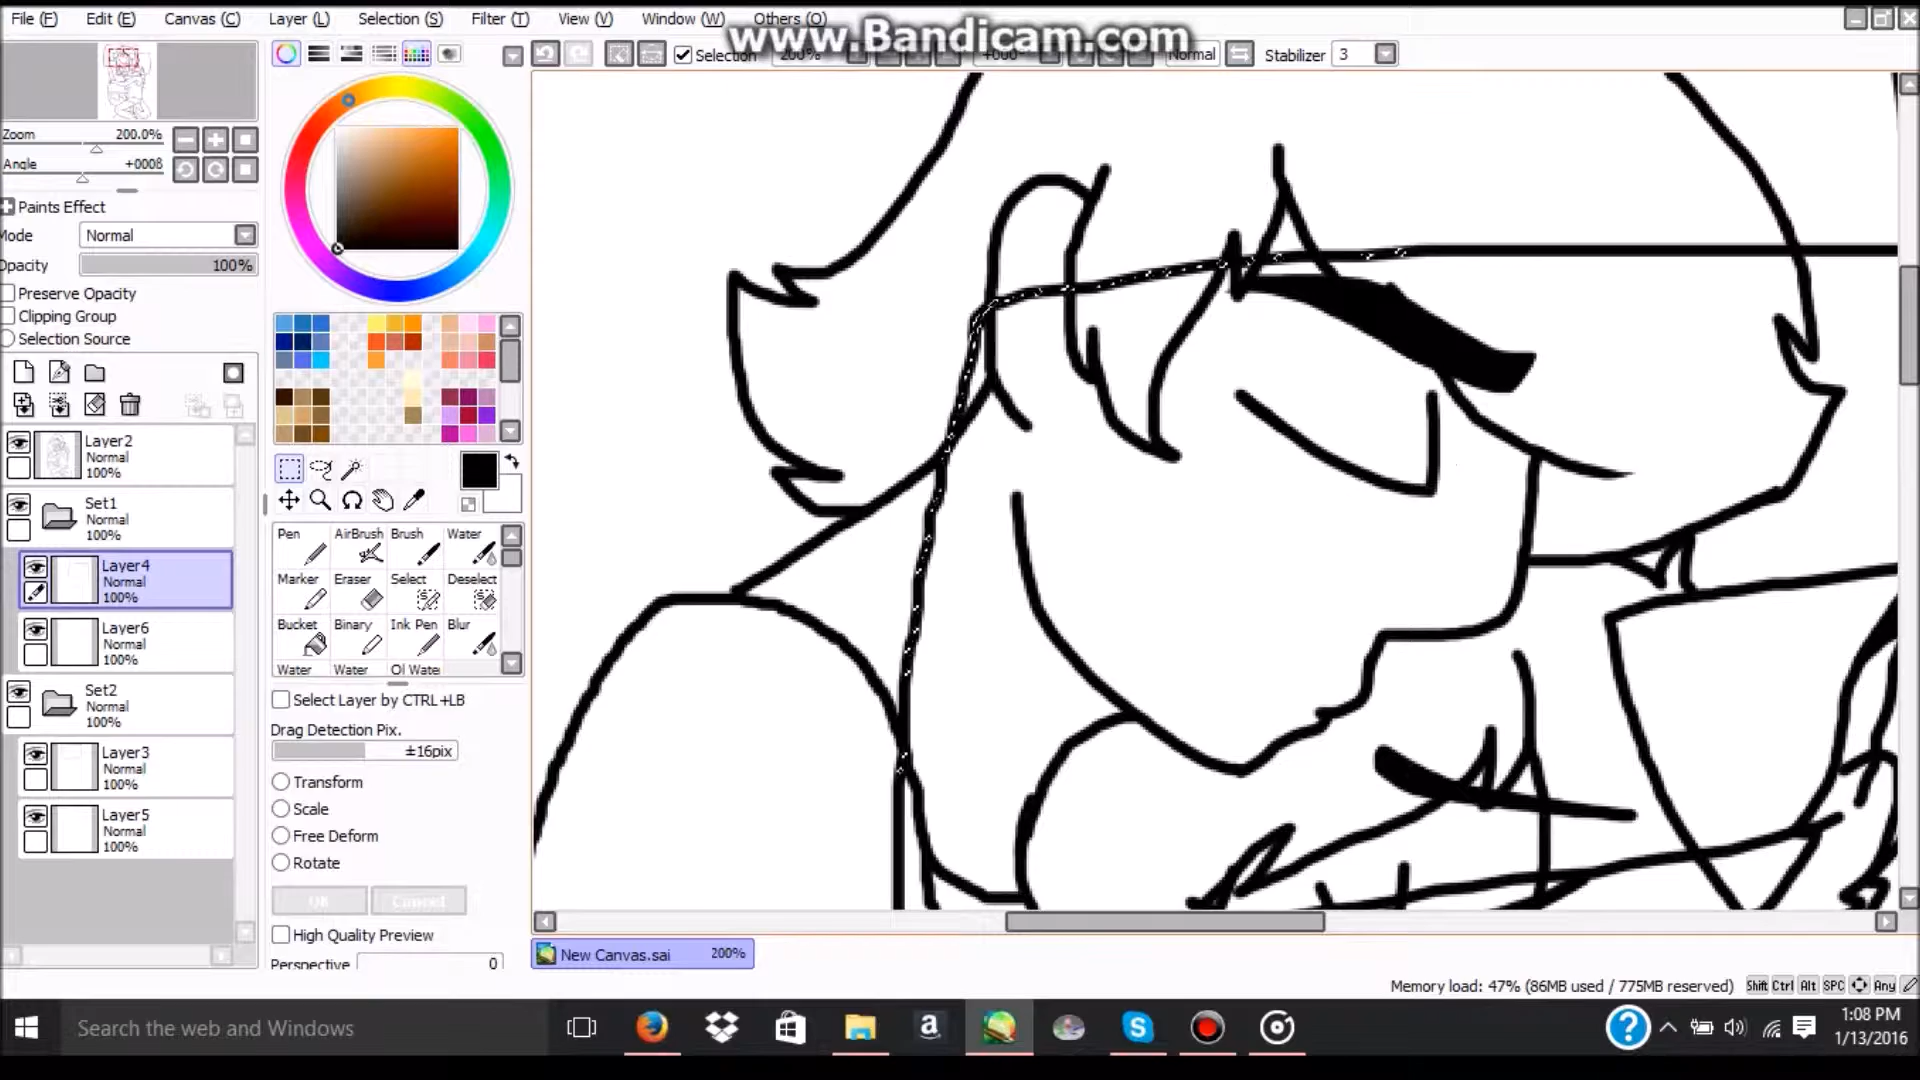 File (F) Edit (E) Canvas (C) Layer (L) Selection (S) Filter (T) View (V) Window (W) Others (O)
www.Bandicam.com
Selection 200% +000° Normal Stabilizer 3
Zoom 200.0%
Angle +0008
Paints Effect
Mode Normal
Opacity 100%
Preserve Opacity
Clipping Group
Selection Source
Layer2
Normal
100%
Set1
Normal
100%
Layer4
Normal
100%
Layer6
Normal
100%
Set2
Normal
100%
Layer3
Normal
100%
Layer5
Normal
100%
Pen AirBrush Brush Water
Marker Eraser Select Deselect
Bucket Binary Ink Pen Blur
Water Water Ol Wate
Select Layer by CTRL+LB
Drag Detection Pix.
±16pix
Transform
Scale
Free Deform
Rotate
OK Cancel
High Quality Preview
Perspective 0
New Canvas.sai 200%
Memory load: 47% (86MB used / 775MB reserved) Shift Ctrl Alt SPC Any
Search the web and Windows
1:08 PM
1/13/2016